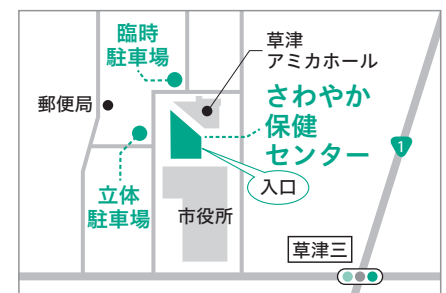 臨時
駐車場
草津
アミカホール
郵便局
さわやか
保健
センター
1
入口
立体
駐車場
市役所
草津三